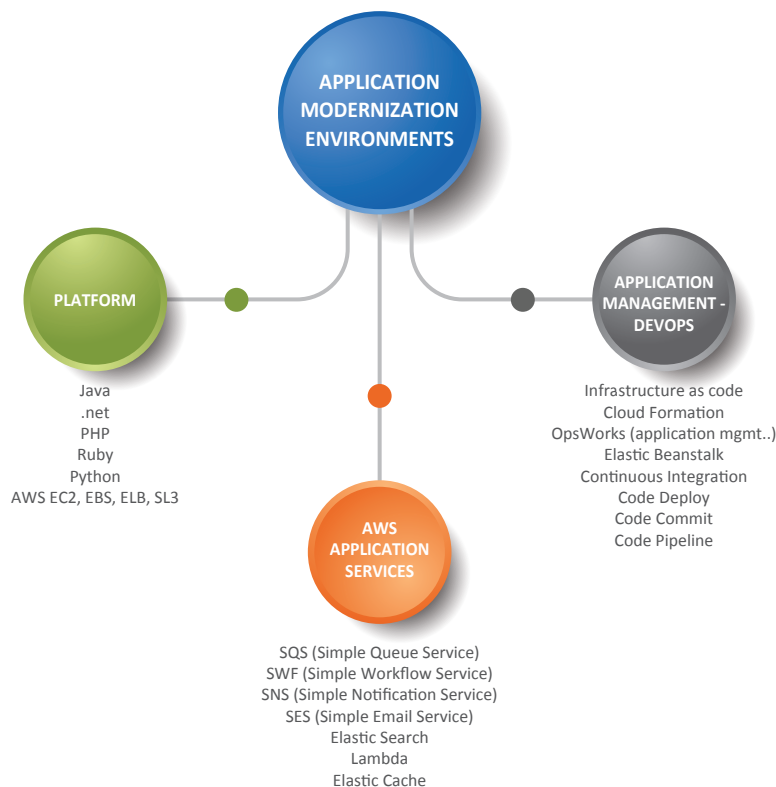 APPLICATION
MODERNIZATION
ENVIRONMENTS
PLATFORM
Java
.net
PHP
Ruby
Python
AWS EC2, EBS, ELB, SL3
AWS
APPLICATION
SERVICES
SQS (Simple Queue Service)
SWF (Simple Workflow Service)
SNS (Simple Notification Service)
SES (Simple Email Service)
Elastic Search
Lambda
Elastic Cache
APPLICATION
MANAGEMENT -
DEVOPS
Infrastructure as code
Cloud Formation
OpsWorks (application mgmt..)
Elastic Beanstalk
Continuous Integration
Code Deploy
Code Commit
Code Pipeline